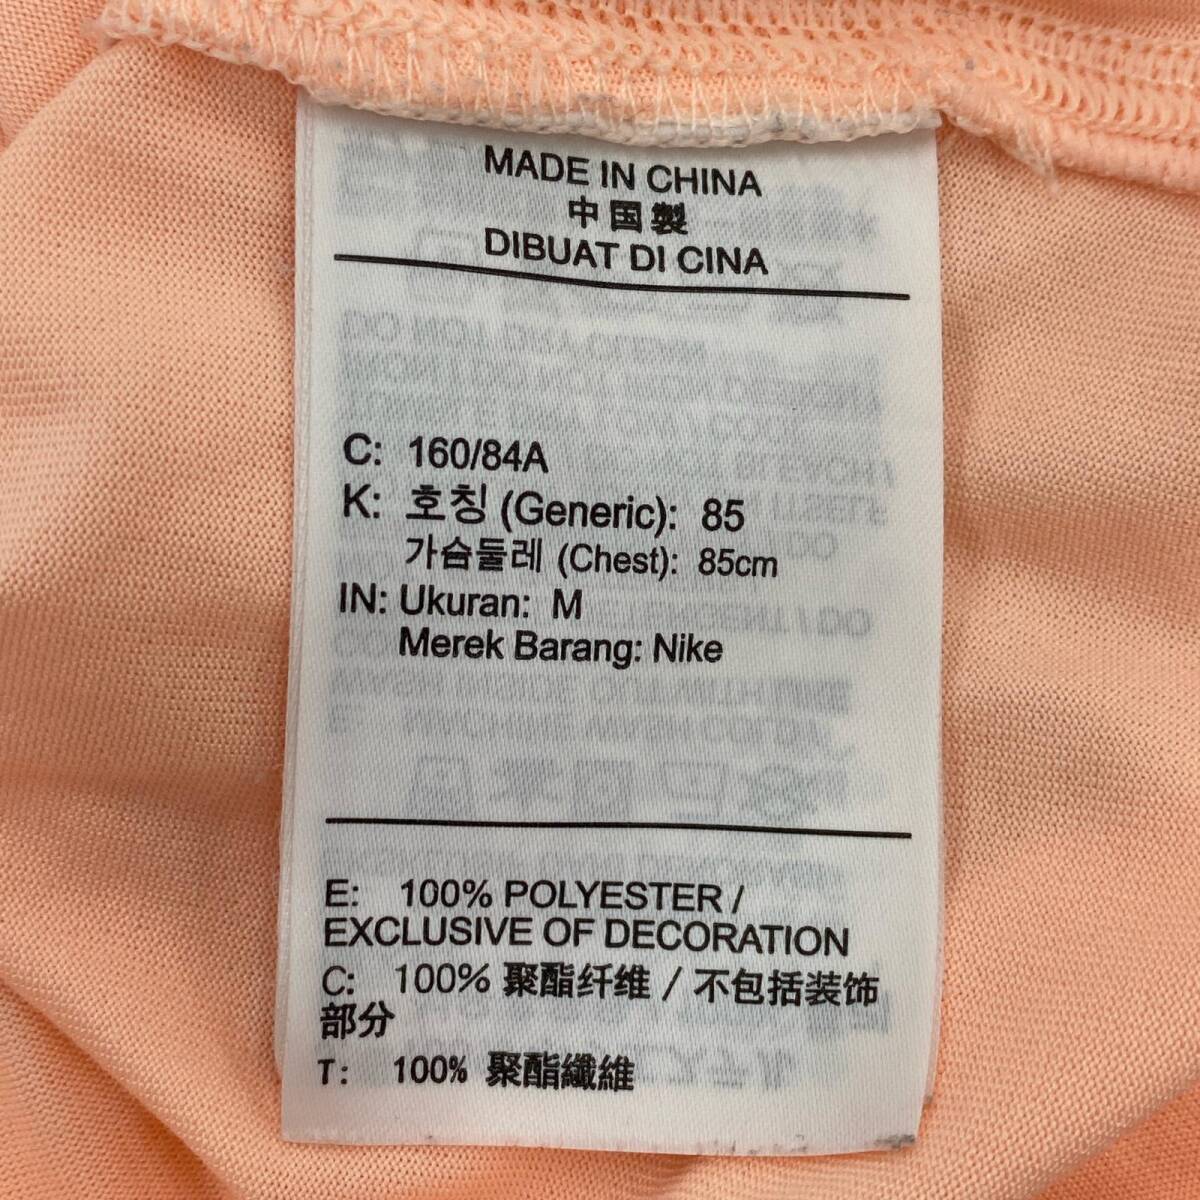 MADE IN CHINA
中国製
DIBUAT DI CINA
C: 160/84A
K: 호칭 (Generic): 85
가슴둘레 (Chest): 85cm
IN: Ukuran: M
Merek Barang: Nike
E: 100% POLYESTER /
EXCLUSIVE OF DECORATION
C: 100% 聚酯纤维 / 不包括装饰
部分
T: 100% 聚酯纖維